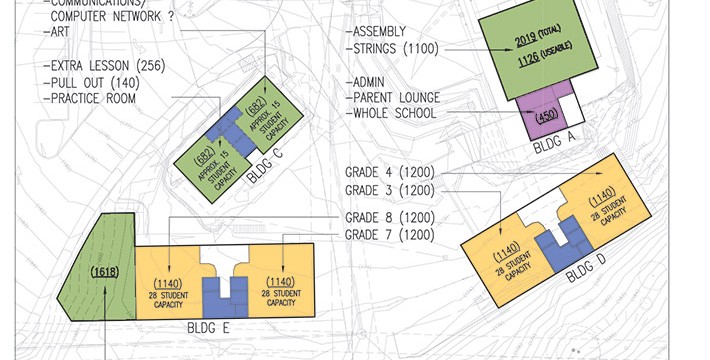 -COMMUNICATIONS/
COMPUTER NETWORK ?
-ART
-EXTRA LESSON (256)
-PULL OUT (140)
-PRACTICE ROOM
(682)
APPROX. 15
STUDENT
CAPACITY
(682)
APPROX. 15
STUDENT
CAPACITY
BLDG C
-ASSEMBLY
-STRINGS (1100)
-ADMIN
-PARENT LOUNGE
-WHOLE SCHOOL
2019 (TOTAL)
1126 (USEABLE)
(450)
BLDG A
GRADE 4 (1200)
GRADE 3 (1200)
GRADE 8 (1200)
GRADE 7 (1200)
(1140)
28 STUDENT
CAPACITY
(1140)
28 STUDENT
CAPACITY
BLDG D
(1618)
(1140)
28 STUDENT
CAPACITY
(1140)
28 STUDENT
CAPACITY
BLDG E